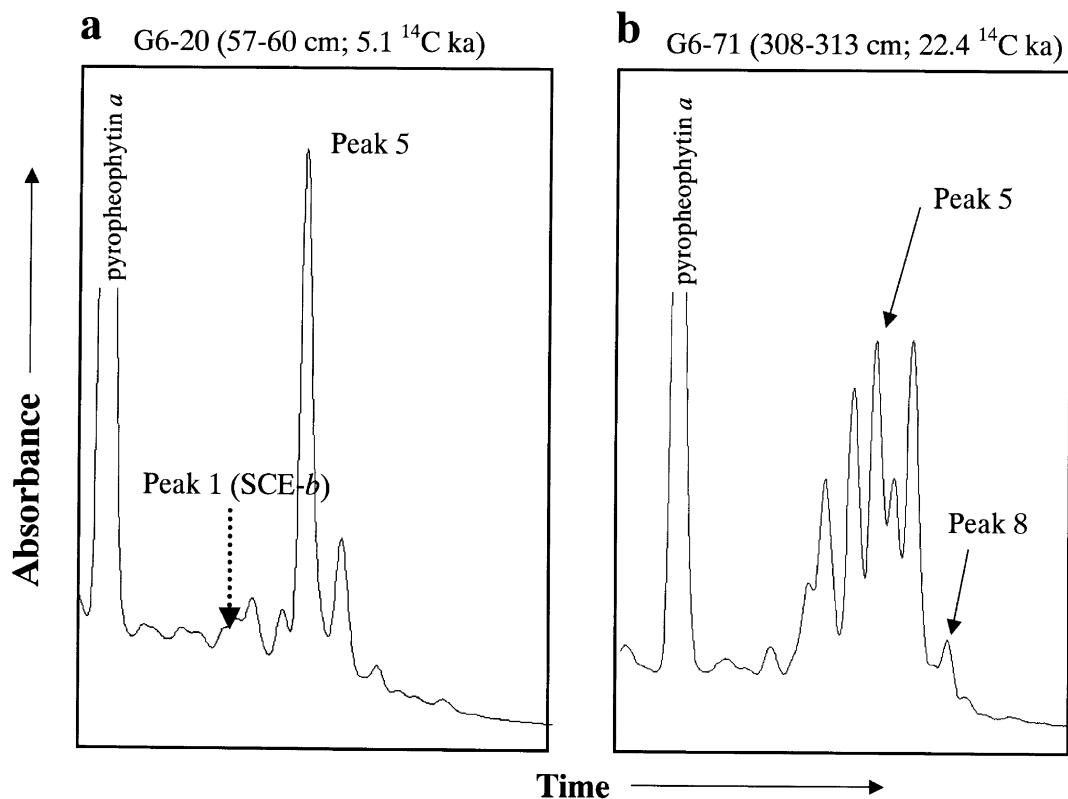 a
G6-20 (57-60 cm; 5.1 ¹⁴C ka)
pyropheophytin a
Peak 5
Peak 1 (SCE-b)
b
G6-71 (308-313 cm; 22.4 ¹⁴C ka)
pyropheophytin a
Peak 5
Peak 8
Absorbance
Time